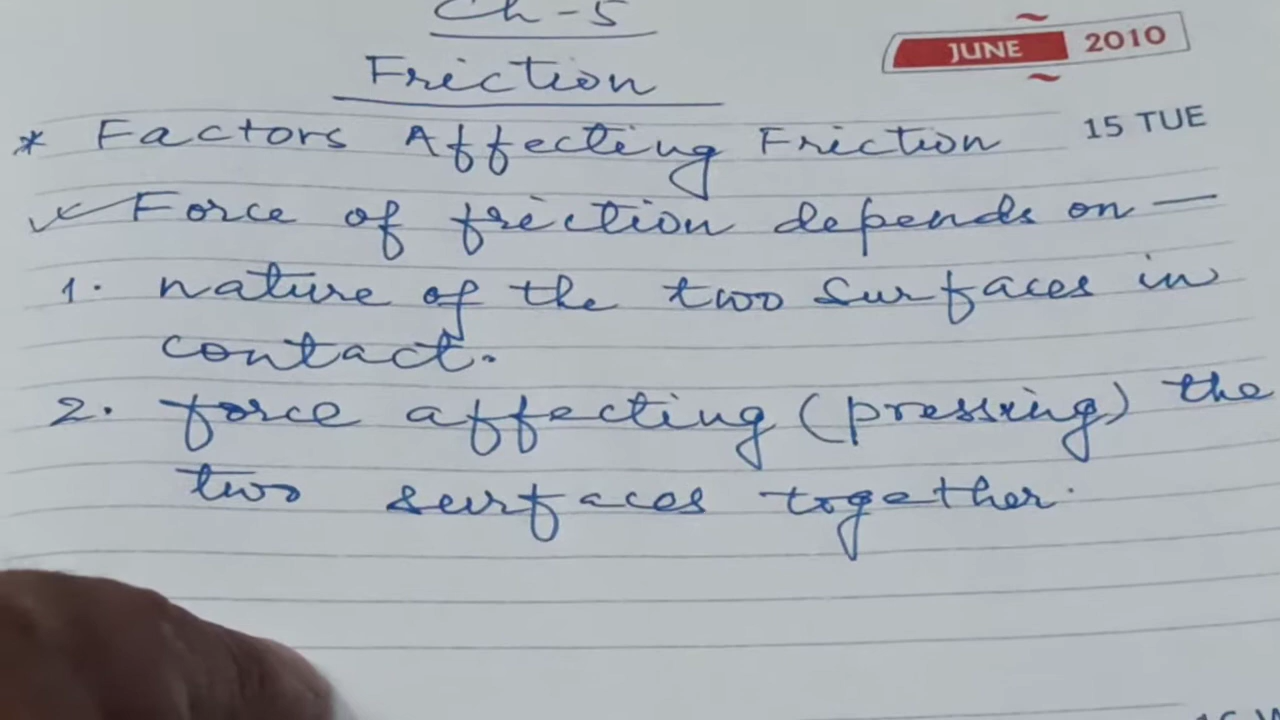 Ch-5
JUNE 2010
Friction
* Factors Affecting Friction
15 TUE
✓ Force of friction depends on —
1. nature of the two surfaces in
contact.
2. force affecting (pressing) the
two surfaces together.